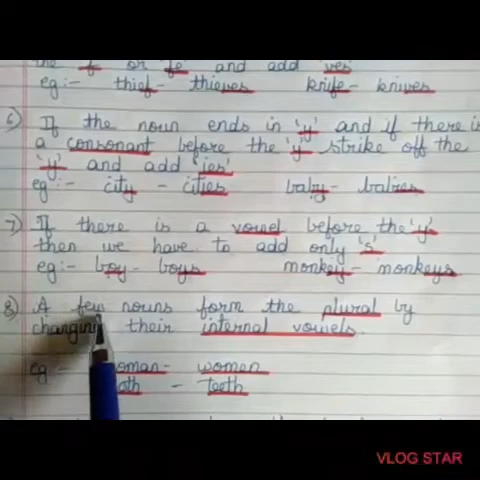 the f or fe and add ves
eg:- thief - thieves knife - knives
6) If the noun ends in 'y' and if there is
a consonant before the 'y' strike off the
'y' and add 'ies'
eg:- city - cities baby - babies
7) If there is a vowel before the 'y'
then we have to add only 's'
eg:- boy - boys monkey - monkeys
8) A few nouns form the plural by
changing their internal vowels.
eg - oman - women
oth - teeth
VLOG STAR